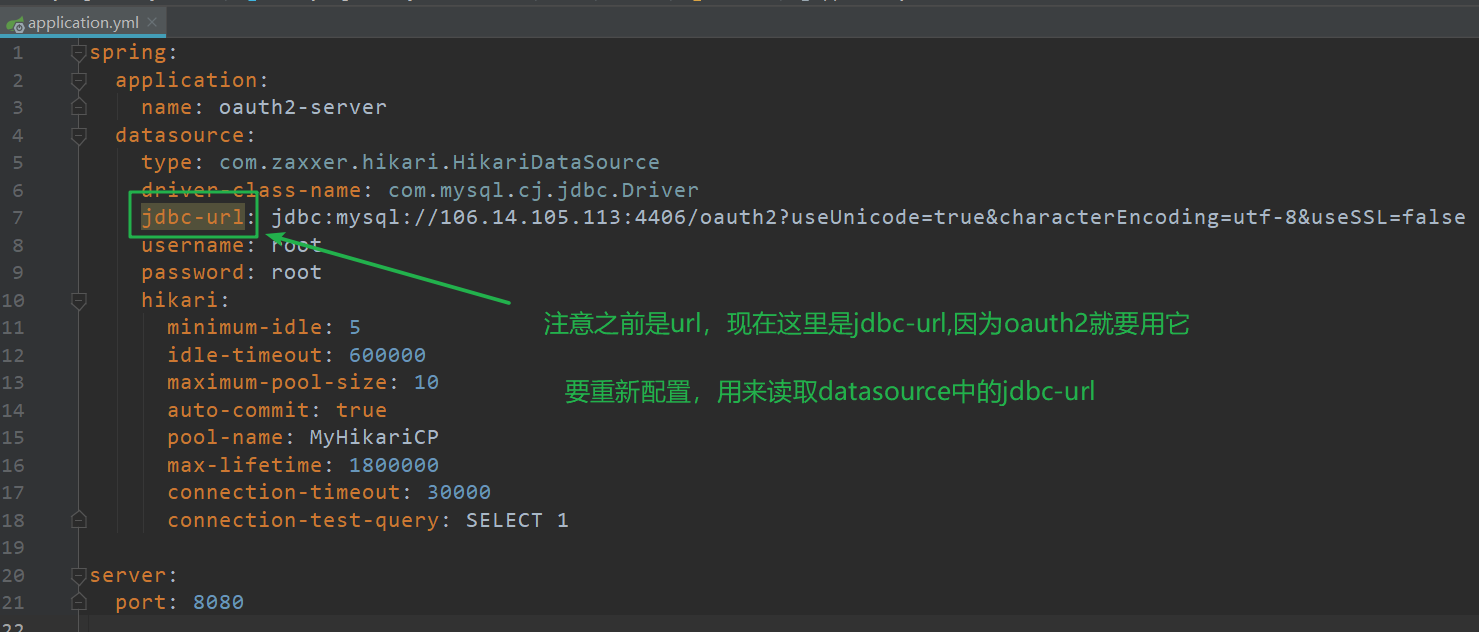 application.yml
1 spring:
2 application:
3 name: oauth2-server
4 datasource:
5 type: com.zaxxer.hikari.HikariDataSource
6 driver-class-name: com.mysql.cj.jdbc.Driver
7 jdbc-url: jdbc:mysql://106.14.105.113:4406/oauth2?useUnicode=true&characterEncoding=utf-8&useSSL=false
8 username: root
9 password: root
10 hikari:
11 minimum-idle: 5
注意之前是url，现在这里是jdbc-url,因为oauth2就要用它
12 idle-timeout: 600000
13 maximum-pool-size: 10
要重新配置，用来读取datasource中的jdbc-url
14 auto-commit: true
15 pool-name: MyHikariCP
16 max-lifetime: 1800000
17 connection-timeout: 30000
18 connection-test-query: SELECT 1
19
20 server:
21 port: 8080
22